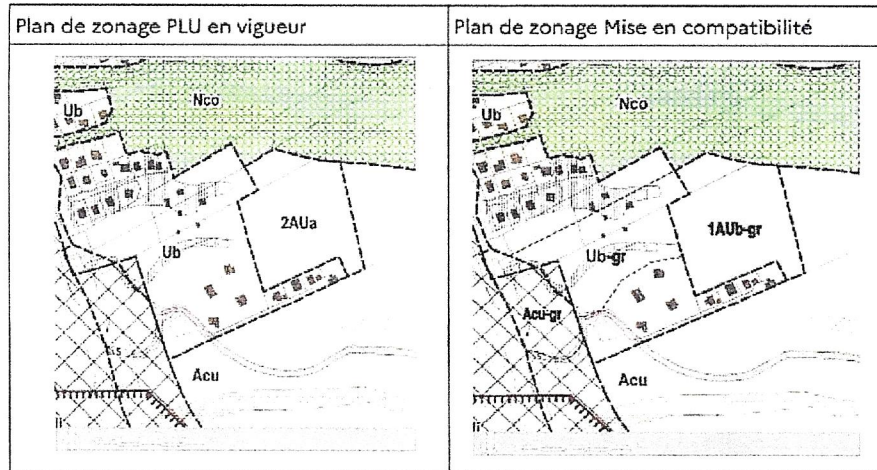 Plan de zonage PLU en vigueur
Plan de zonage Mise en compatibilité
Ub
Nco
2AUa
Ub
Acu
Ub
Nco
1AUb-gr
Ub-gr
Acu-gr
Acu